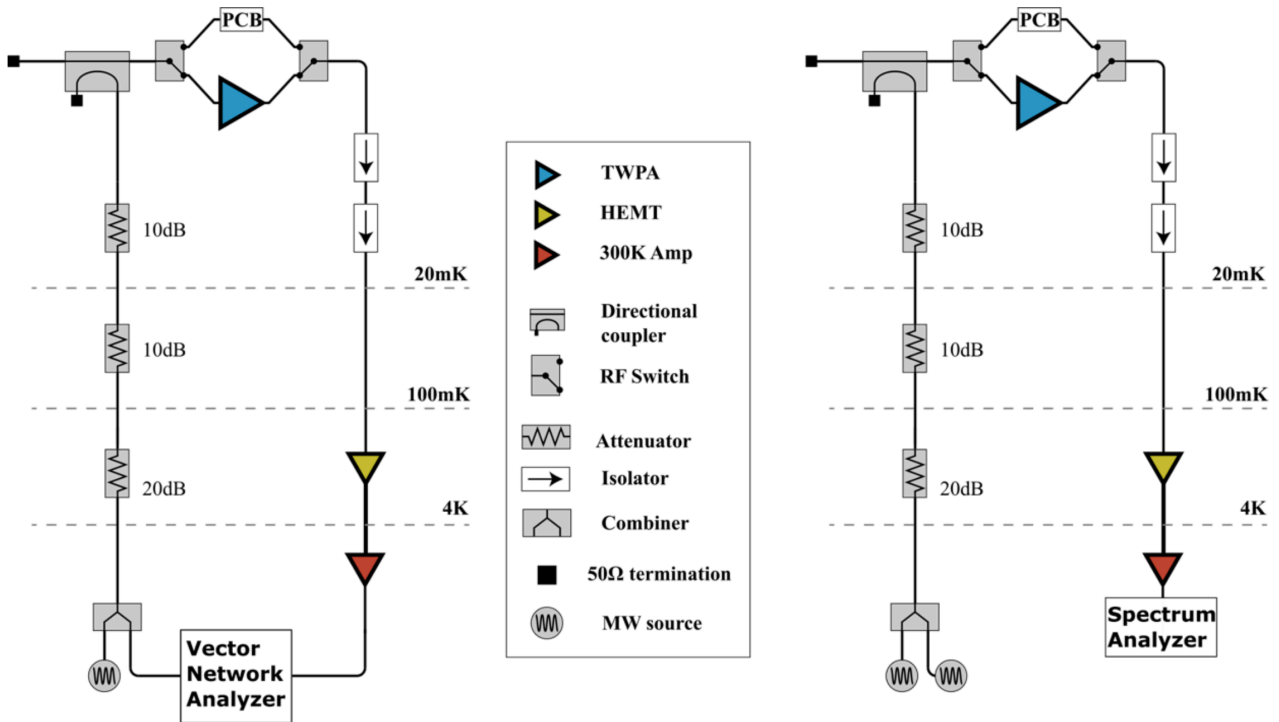 PCB
10dB
20mK
10dB
100mK
20dB
4K
Vector
Network
Analyzer
TWPA
HEMT
300K Amp
Directional
coupler
RF Switch
Attenuator
Isolator
Combiner
50Ω termination
MW source
PCB
10dB
20mK
10dB
100mK
20dB
4K
Spectrum
Analyzer